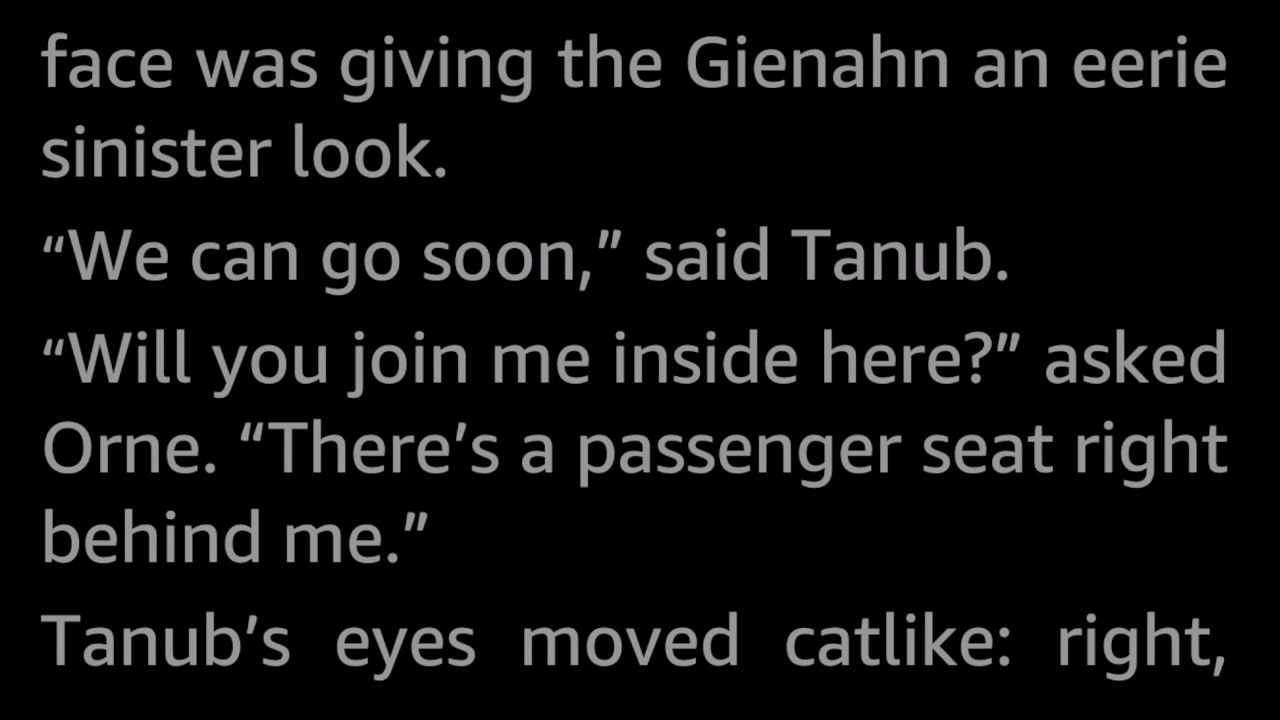 face was giving the Gienahn an eerie
sinister look.
“We can go soon,” said Tanub.
“Will you join me inside here?” asked
Orne. “There’s a passenger seat right
behind me.”
Tanub’s eyes moved catlike: right,